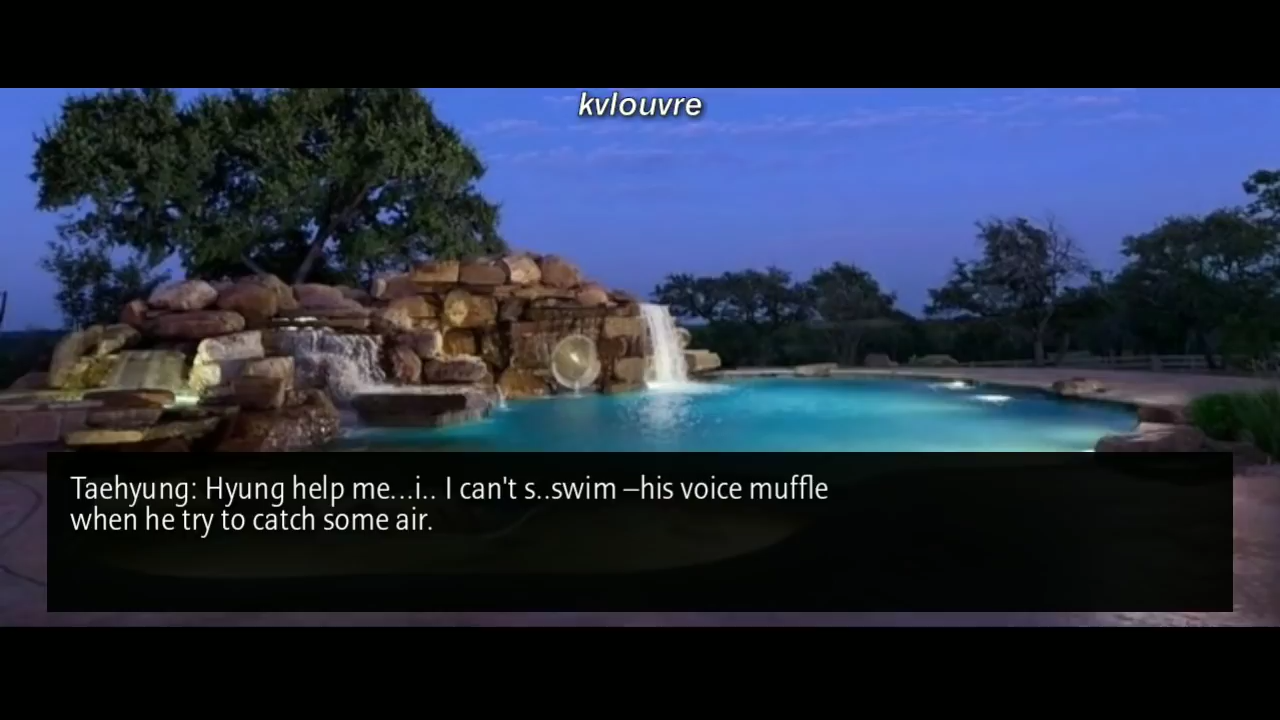 kvlouvre
Taehyung: Hyung help me...i.. I can't s..swim –his voice muffle
when he try to catch some air.